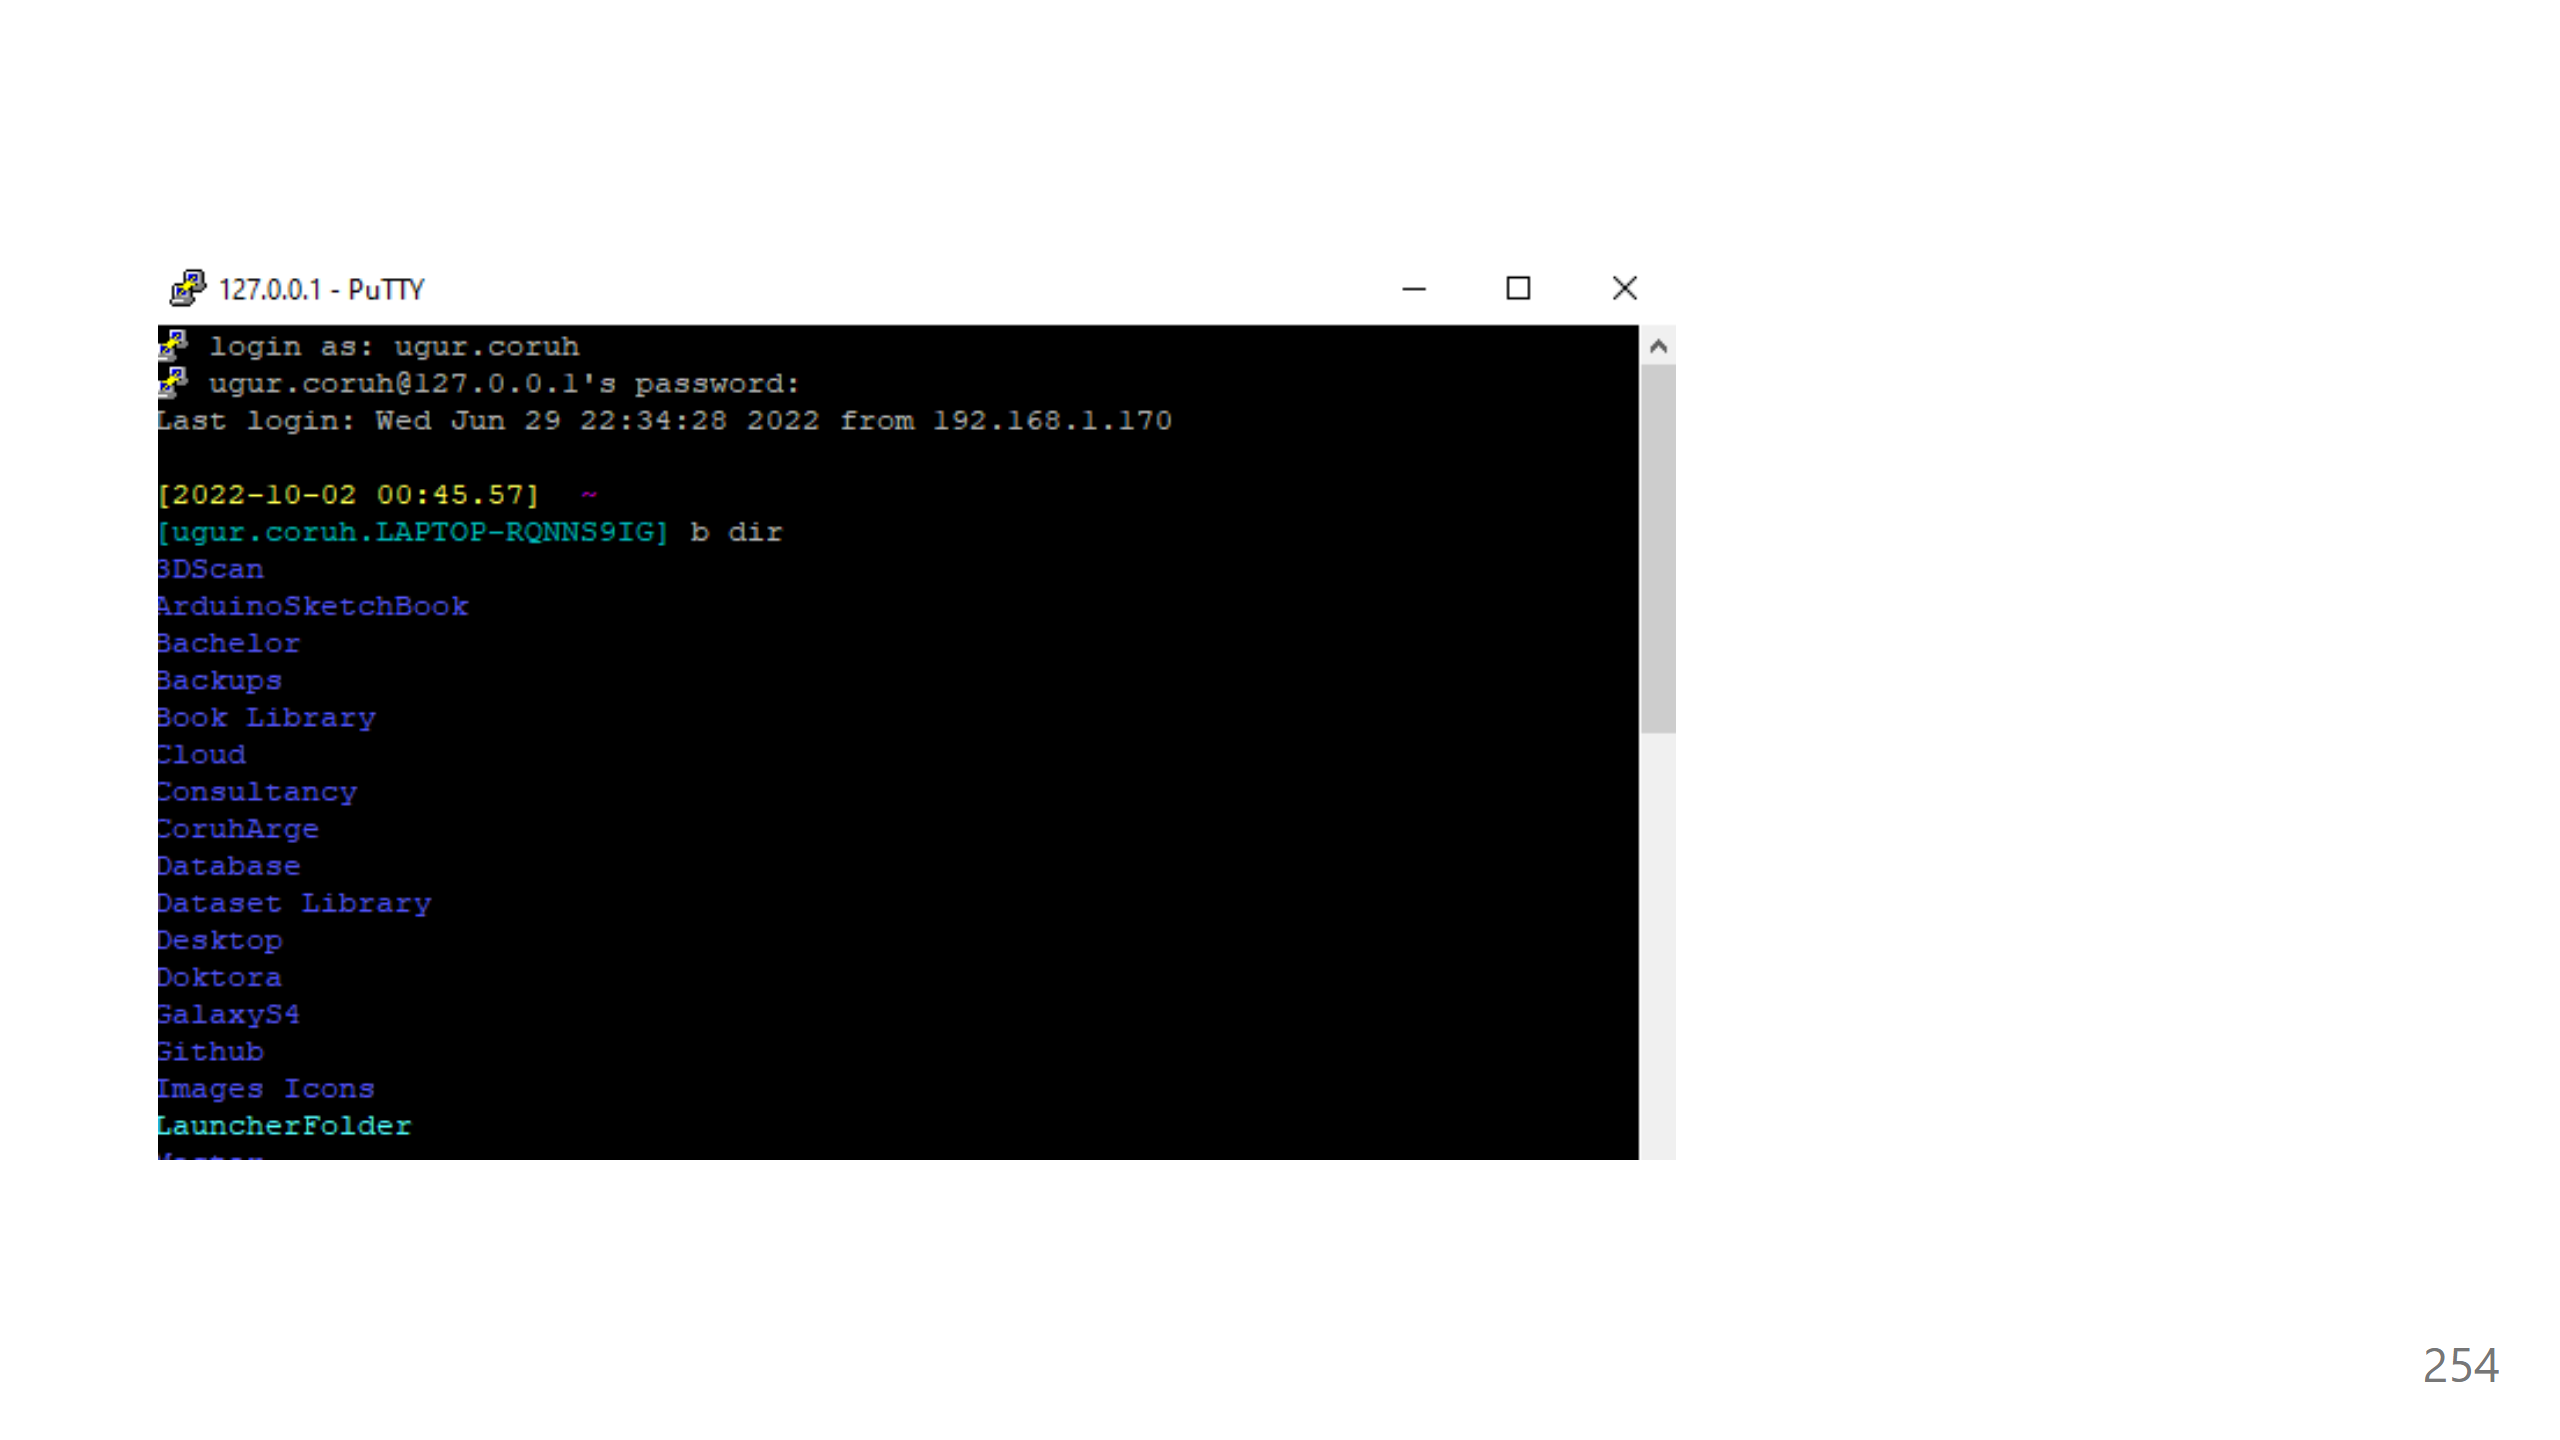 127.0.0.1 - PuTTY
login as: ugur.coruh
ugur.coruh@127.0.0.1's password:
Last login: Wed Jun 29 22:34:28 2022 from 192.168.1.170
[2022-10-02 00:45.57] ~
[ugur.coruh.LAPTOP-RQNNS9IG] b dir
3DScan
ArduinoSketchBook
Bachelor
Backups
Book Library
Cloud
Consultancy
CoruhArge
Database
Dataset Library
Desktop
Doktora
GalaxyS4
Github
Images Icons
LauncherFolder
254